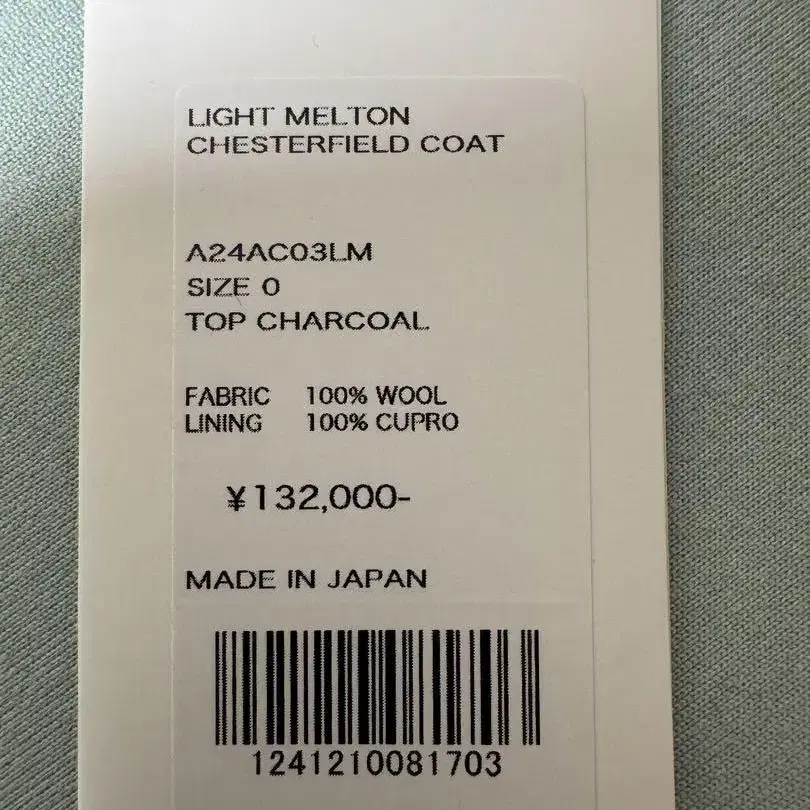 LIGHT MELTON
CHESTERFIELD COAT
A24AC03LM
SIZE 0
TOP CHARCOAL
FABRIC 100% WOOL
LINING 100% CUPRO
¥132,000-
MADE IN JAPAN
1241210081703